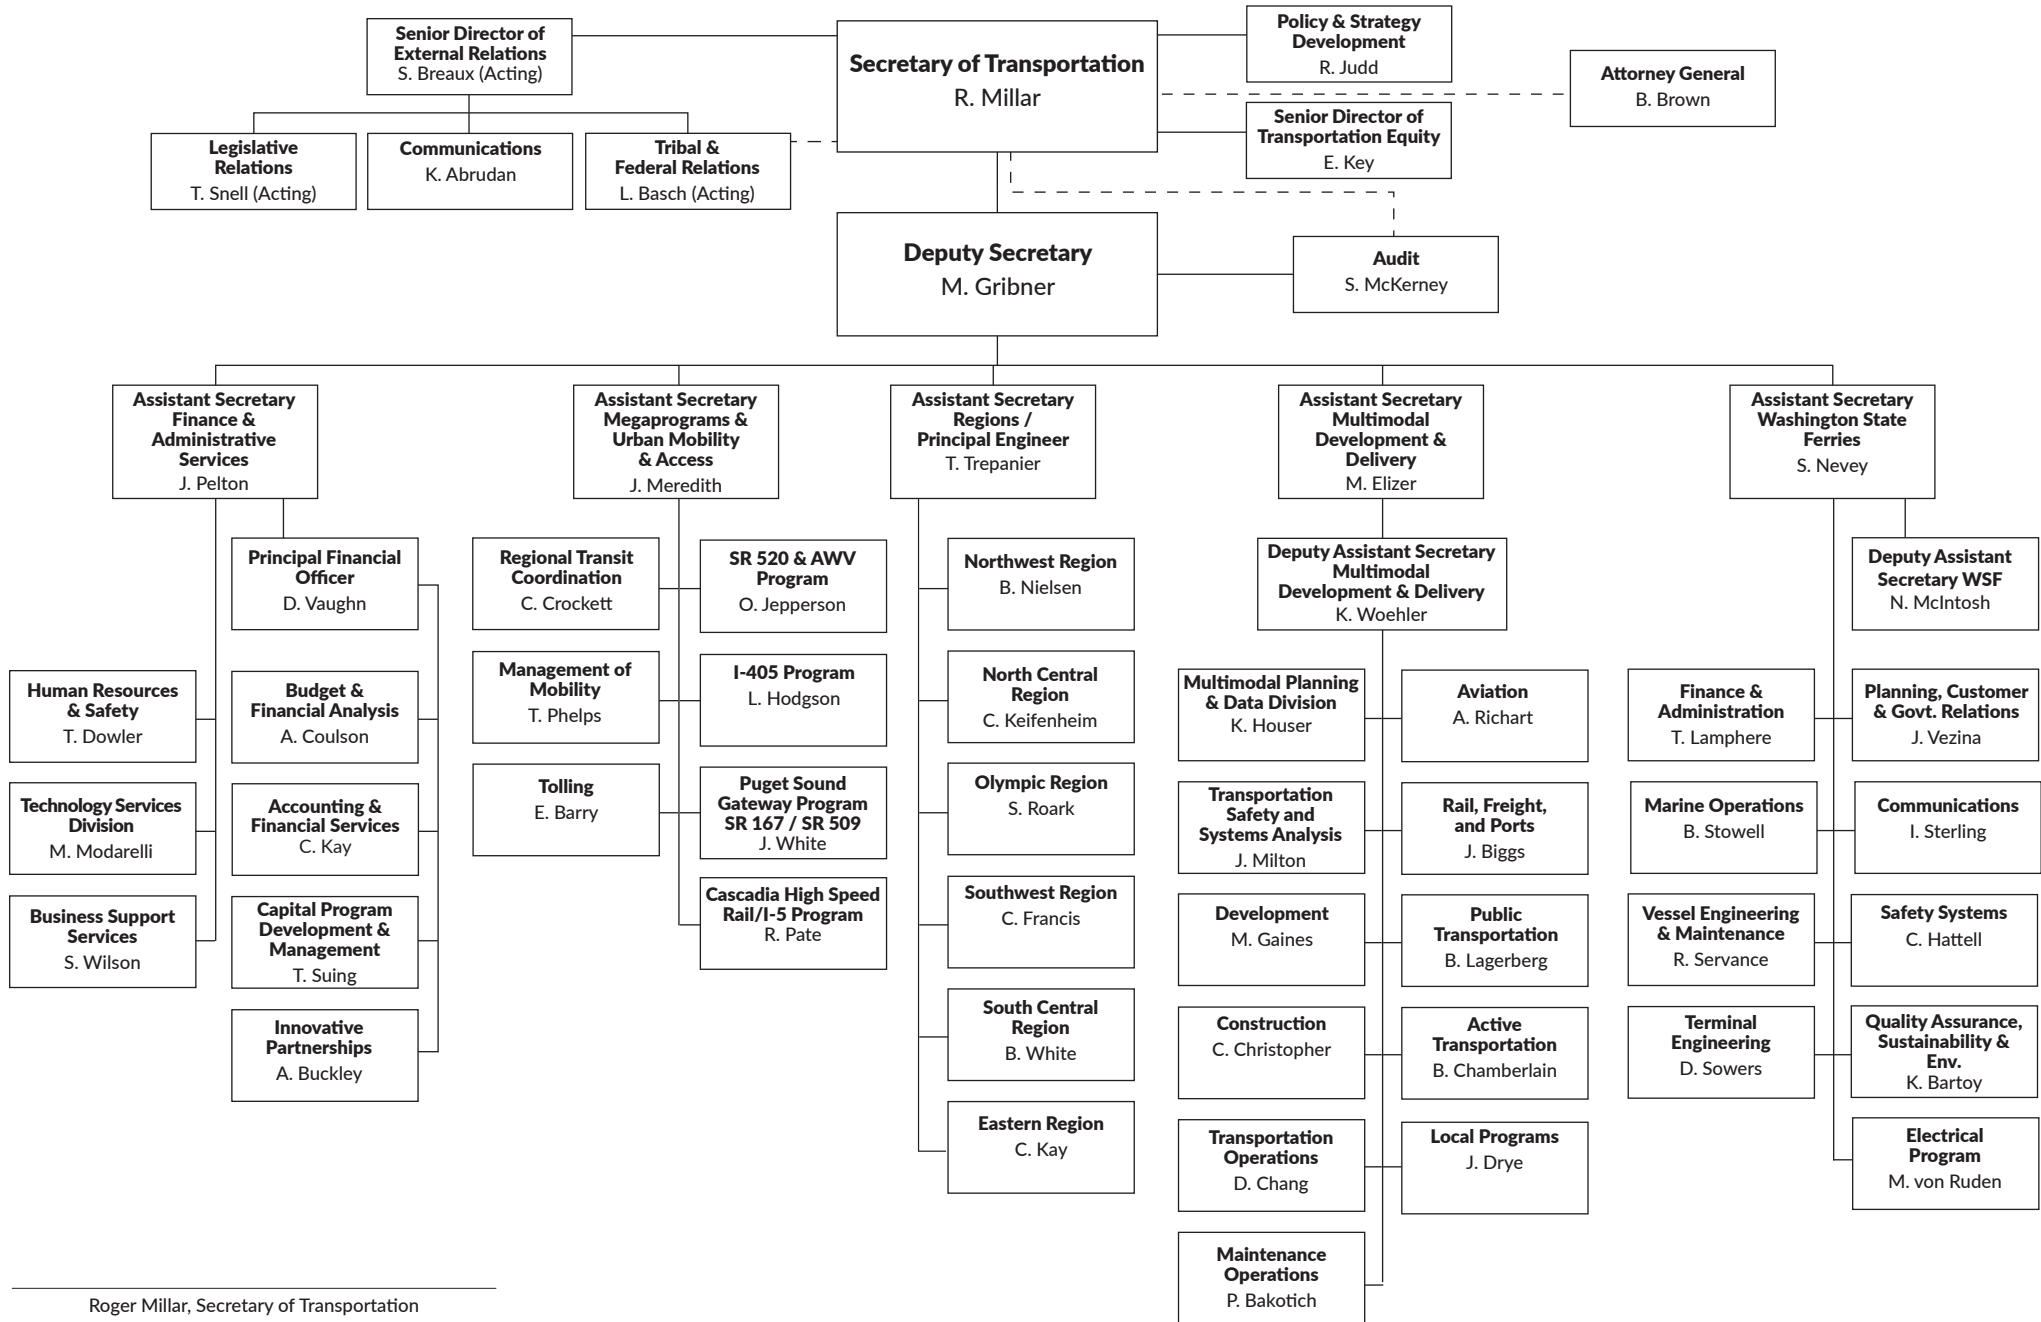 Senior Director of
External Relations
S. Breaux (Acting)
Secretary of Transportation
R. Millar
Policy & Strategy
Development
R. Judd
Attorney General
B. Brown
Legislative
Relations
T. Snell (Acting)
Communications
K. Abrudan
Tribal &
Federal Relations
L. Basch (Acting)
Senior Director of
Transportation Equity
E. Key
Deputy Secretary
M. Gribner
Audit
S. McKerney
Assistant Secretary
Finance &
Administrative
Services
J. Pelton
Assistant Secretary
Megaprograms &
Urban Mobility
& Access
J. Meredith
Assistant Secretary
Regions /
Principal Engineer
T. Trepanier
Assistant Secretary
Multimodal
Development &
Delivery
M. Elizer
Assistant Secretary
Washington State
Ferries
S. Nevey
Principal Financial
Officer
D. Vaughn
Human Resources
& Safety
T. Dowler
Budget &
Financial Analysis
A. Coulson
Technology Services
Division
M. Modarelli
Accounting &
Financial Services
C. Kay
Business Support
Services
S. Wilson
Capital Program
Development &
Management
T. Suing
Innovative
Partnerships
A. Buckley
Regional Transit
Coordination
C. Crockett
SR 520 & AWV
Program
O. Jepperson
Management of
Mobility
T. Phelps
I-405 Program
L. Hodgson
Tolling
E. Barry
Puget Sound
Gateway Program
SR 167 / SR 509
J. White
Cascadia High Speed
Rail/I-5 Program
R. Pate
Northwest Region
B. Nielsen
North Central
Region
C. Keifenheim
Olympic Region
S. Roark
Southwest Region
C. Francis
South Central
Region
B. White
Eastern Region
C. Kay
Deputy Assistant Secretary
Multimodal
Development & Delivery
K. Woehler
Multimodal Planning
& Data Division
K. Houser
Aviation
A. Richart
Transportation
Safety and
Systems Analysis
J. Milton
Rail, Freight,
and Ports
J. Biggs
Development
M. Gaines
Public
Transportation
B. Lagerberg
Construction
C. Christopher
Active
Transportation
B. Chamberlain
Transportation
Operations
D. Chang
Local Programs
J. Drye
Maintenance
Operations
P. Bakotich
Deputy Assistant
Secretary WSF
N. McIntosh
Finance &
Administration
T. Lamphere
Planning, Customer
& Govt. Relations
J. Vezina
Marine Operations
B. Stowell
Communications
I. Sterling
Vessel Engineering
& Maintenance
R. Servance
Safety Systems
C. Hattell
Terminal
Engineering
D. Sowers
Quality Assurance,
Sustainability &
Env.
K. Bartoy
Electrical
Program
M. von Ruden
Roger Millar, Secretary of Transportation